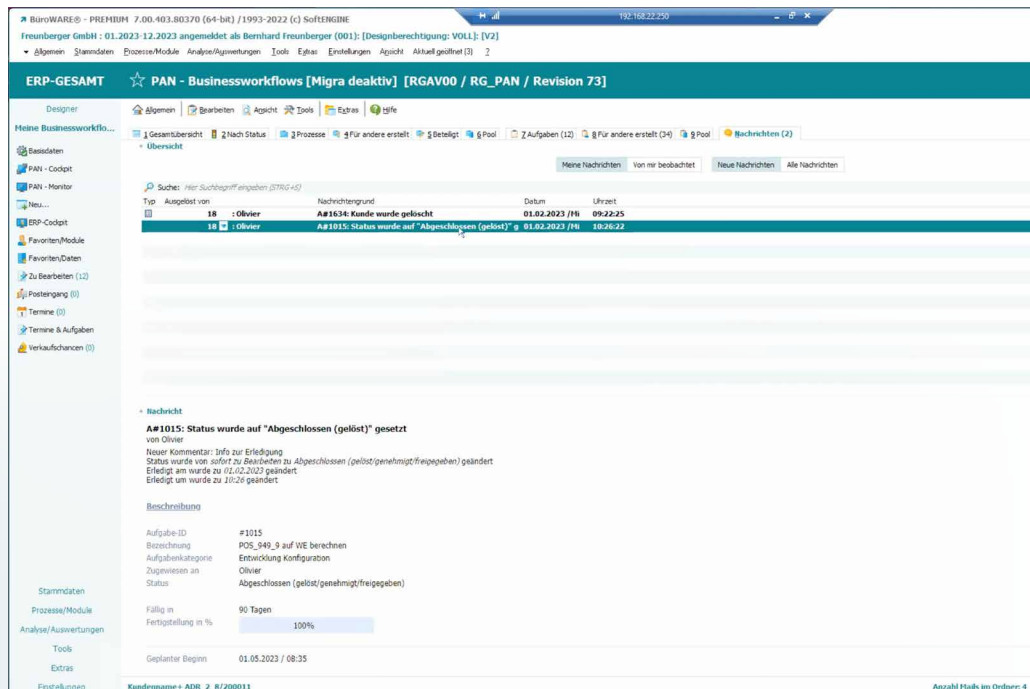 BüroWARE® - PREMIUM 7.00.403.80370 (64-bit) /1993-2022 (c) SoftENGINE
192.168.22.250
Freunberger GmbH : 01.2023-12.2023 angemeldet als Bernhard Freunberger (001): [Designberechtigung: VOLL]: [V2]
Allgemein Stammdaten Prozesse/Module Analyse/Auswertungen Tools Extras Einstellungen Ansicht Aktuell geöffnet (3) ?
ERP-GESAMT
PAN - Businessworkflows [Migra deaktiv] [RGAV00 / RG_PAN / Revision 73]
Designer
Allgemein Bearbeiten Ansicht Tools Extras Hilfe
Meine Businessworkflo...
1 Gesamtübersicht 2 Nach Status 3 Prozesse 4 Für andere erstellt 5 Beteiligt 6 Pool 7 Aufgaben (12) 8 Für andere erstellt (34) 9 Pool Nachrichten (2)
Übersicht
Basisdaten
PAN - Cockpit
PAN - Monitor
Neu...
ERP-Cockpit
Favoriten/Module
Favoriten/Daten
Zu Bearbeiten (12)
Posteingang (0)
Termine (0)
Termine & Aufgaben
Verkaufschancen (0)
Meine Nachrichten Von mir beobachtet Neue Nachrichten Alle Nachrichten
Suche: Hier Suchbegriff eingeben (STRG+S)
Typ Ausgelöst von Nachrichtengrund Datum Uhrzeit
18 : Olivier A#1634: Kunde wurde gelöscht 01.02.2023 /Mi 09:22:25
18 : Olivier A#1015: Status wurde auf "Abgeschlossen (gelöst)" g 01.02.2023 /Mi 10:26:22
Nachricht
A#1015: Status wurde auf "Abgeschlossen (gelöst)" gesetzt
von Olivier
Neuer Kommentar: Info zur Erledigung
Status wurde von sofort zu Bearbeiten zu Abgeschlossen (gelöst/genehmigt/freigegeben) geändert
Erledigt am wurde zu 01.02.2023 geändert
Erledigt um wurde zu 10:26 geändert
Beschreibung
Aufgabe-ID #1015
Bezeichnung POS_949_9 auf WE berechnen
Aufgabenkategorie Entwicklung Konfiguration
Zugewiesen an Olivier
Status Abgeschlossen (gelöst/genehmigt/freigegeben)
Fällig in 90 Tagen
Fertigstellung in % 100%
Geplanter Beginn 01.05.2023 / 08:35
Stammdaten
Prozesse/Module
Analyse/Auswertungen
Tools
Extras
Einstellungen
Kundenname+ ADR_2_8/200011
Anzahl Mails im Ordner: 4